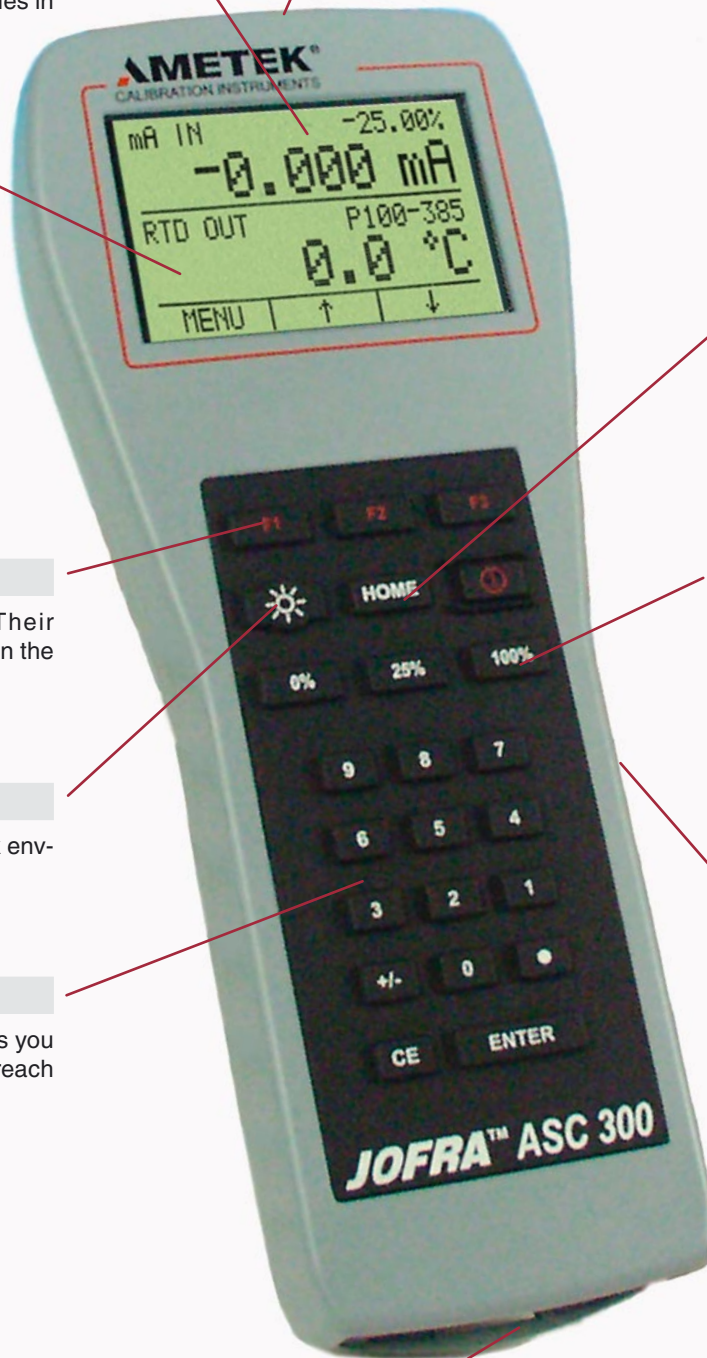 es in
AMETEK®
CALIBRATION INSTRUMENTS
mA IN -25.00%
-0.000 mA
RTD OUT P100-385
0.0 °C
MENU ↑ ↓
F1 F2 F3
HOME
0% 25% 100%
9 8 7
6 5 4
3 2 1
+/- 0 •
CE ENTER
JOFRA™ ASC 300
Their
n the
env-
s you
reach